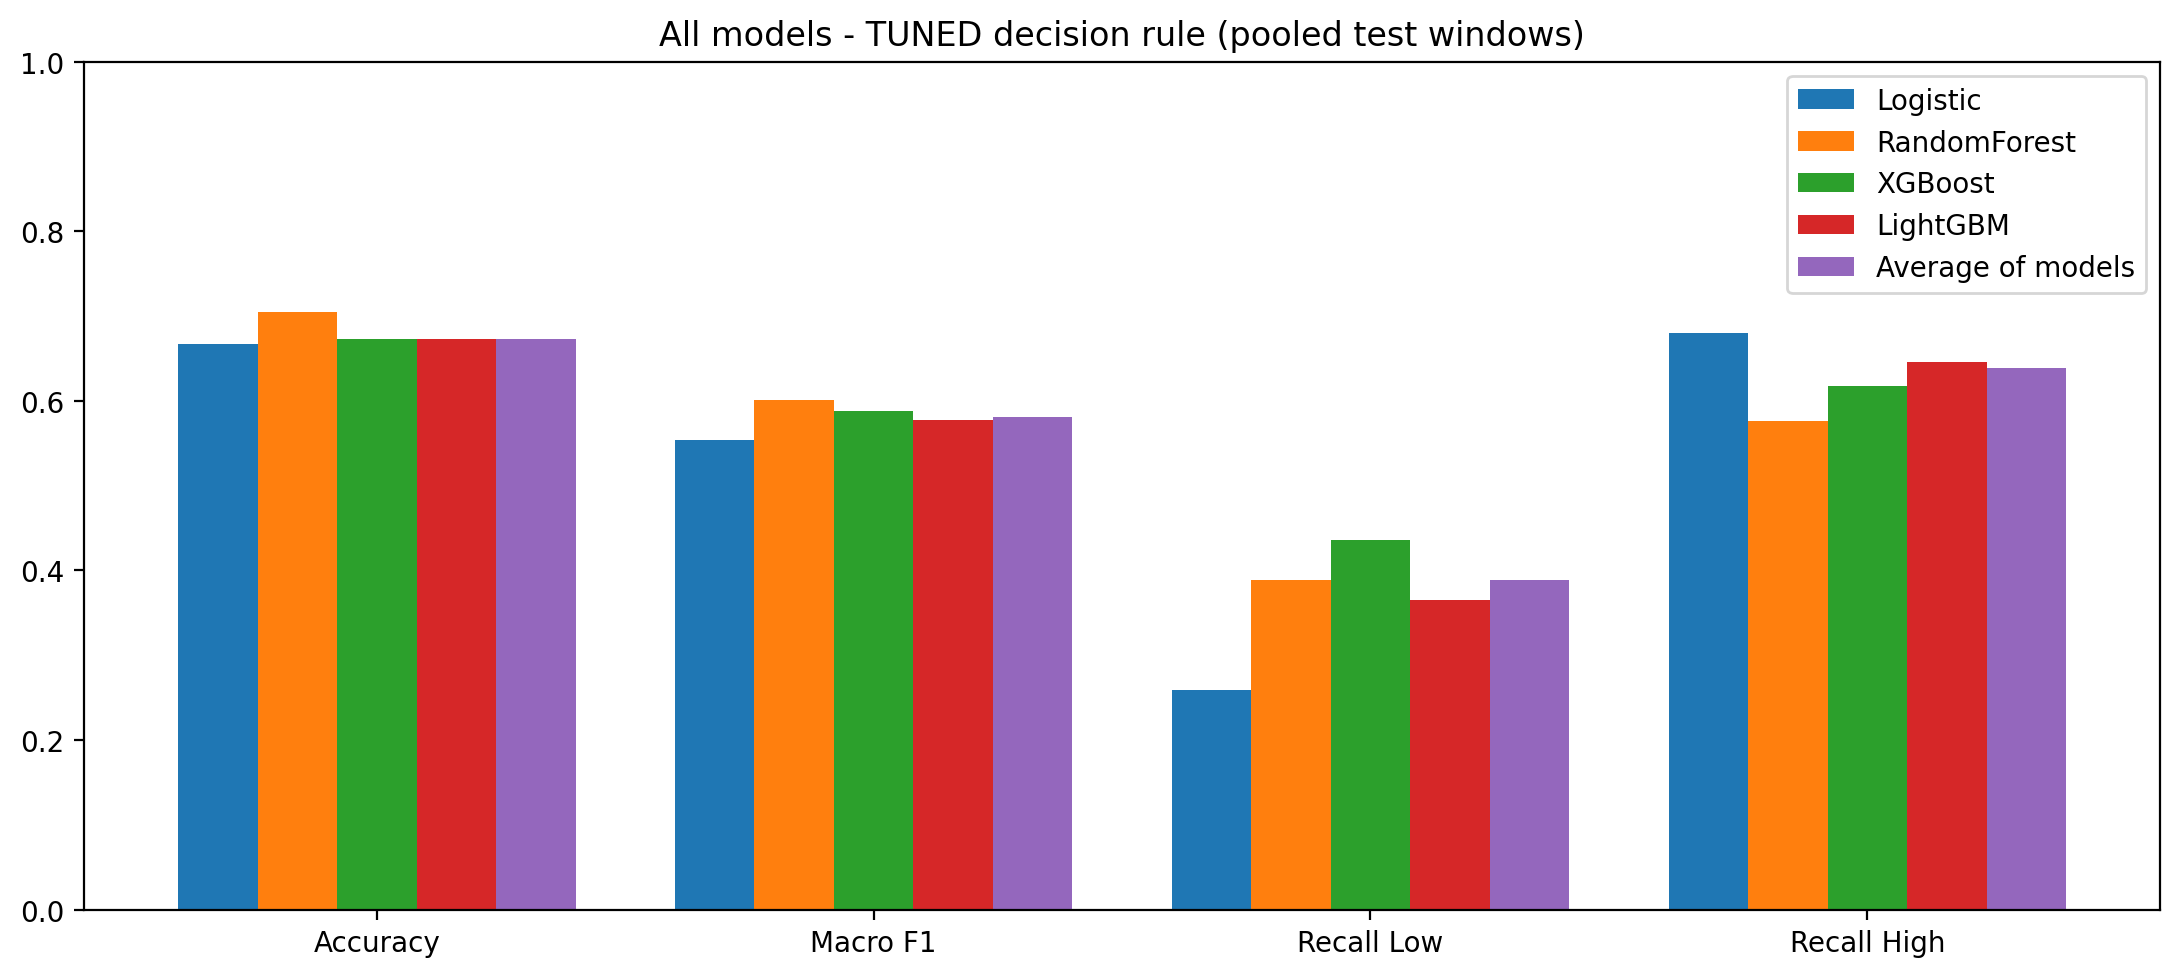 All models - TUNED decision rule (pooled test windows)
1.0
0.8
0.6
0.4
0.2
0.0
Logistic
RandomForest
XGBoost
LightGBM
Average of models
Accuracy
Macro F1
Recall Low
Recall High